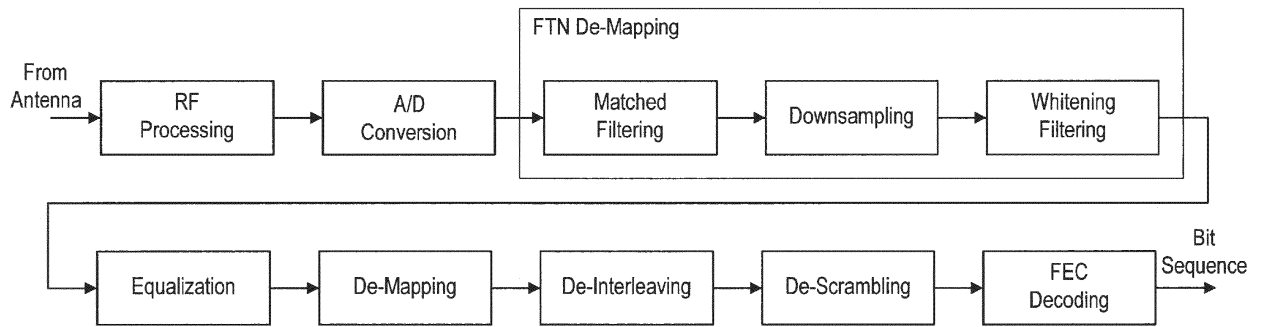 FTN De-Mapping
From
Antenna
RF
Processing
A/D
Conversion
Matched
Filtering
Downsampling
Whitening
Filtering
Equalization
De-Mapping
De-Interleaving
De-Scrambling
FEC
Decoding
Bit
Sequence